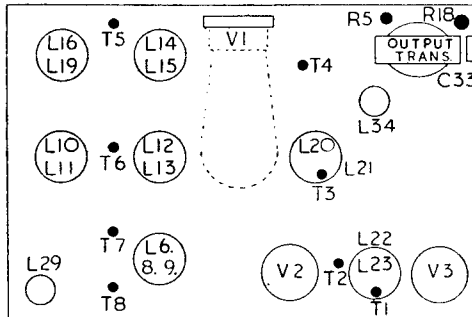 R5 R18
L16 L19
T5
L14 L15
V1
T4
OUTPUT TRANS.
C33
L34
L10 L11
T6
L12 L13
L20
L21
T3
T7
L6. 8. 9.
L29
T8
V2
T2
L22
L23
T1
V3